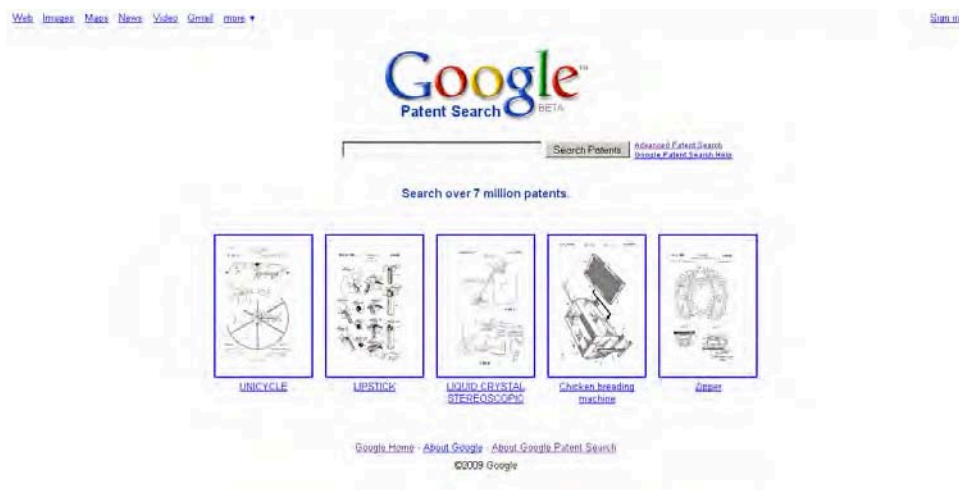 Web Images Maps News Video Gmail more ▼
Sign in
Google™
Patent Search BETA
Search Patents
Advanced Patent Search
Google Patent Search Help
Search over 7 million patents.
UNICYCLE
LIPSTICK
LIQUID CRYSTAL
STEREOSCOPIC
Chicken breading
machine
Zipper
Google Home - About Google - About Google Patent Search
©2009 Google